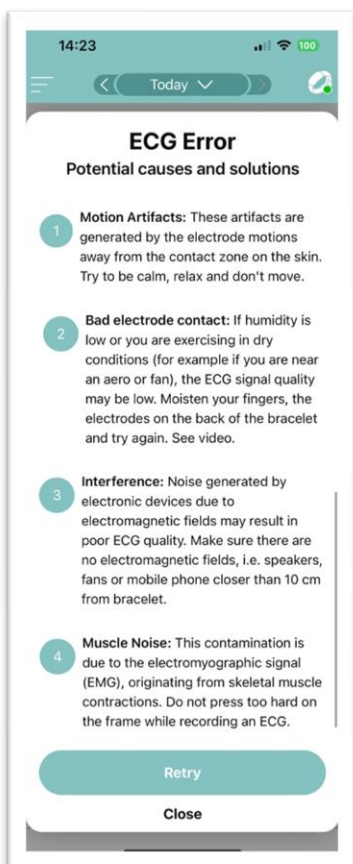 14:23
100
Today
ECG Error
Potential causes and solutions
1
Motion Artifacts: These artifacts are
generated by the electrode motions
away from the contact zone on the skin.
Try to be calm, relax and don't move.
2
Bad electrode contact: If humidity is
low or you are exercising in dry
conditions (for example if you are near
an aero or fan), the ECG signal quality
may be low. Moisten your fingers, the
electrodes on the back of the bracelet
and try again. See video.
3
Interference: Noise generated by
electronic devices due to
electromagnetic fields may result in
poor ECG quality. Make sure there are
no electromagnetic fields, i.e. speakers,
fans or mobile phone closer than 10 cm
from bracelet.
4
Muscle Noise: This contamination is
due to the electromyographic signal
(EMG), originating from skeletal muscle
contractions. Do not press too hard on
the frame while recording an ECG.
Retry
Close